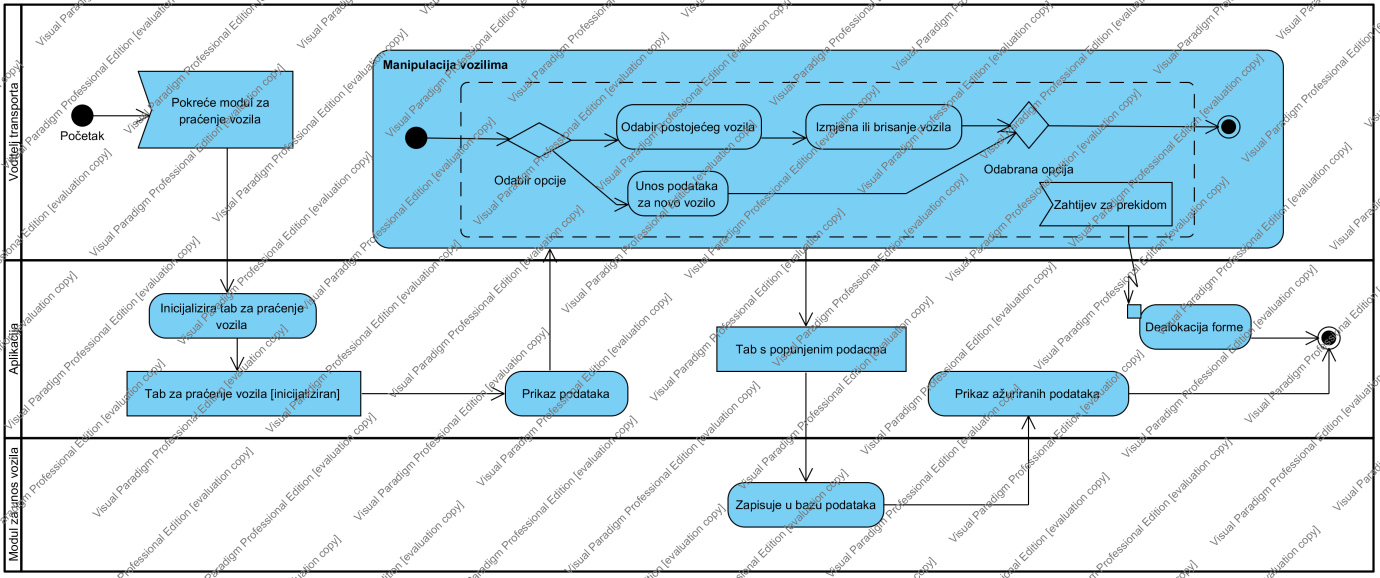 Voditelj transporta
Početak
Pokreće modul za
praćenje vozila
Manipulacija vozilima
Odabir opcije
Odabir postojećeg vozila
Izmjena ili brisanje vozila
Unos podataka
za novo vozilo
Odabrana opcija
Zahtijev za prekidom
Aplikacija
Inicijalizira tab za praćenje
vozila
Tab za praćenje vozila [inicijaliziran]
Prikaz podataka
Tab s popunjenim podacma
Dealokacija forme
Prikaz ažuriranih podataka
Modul za unos vozila
Zapisuje u bazu podataka
Visual Paradigm Professional Edition [evaluation copy]